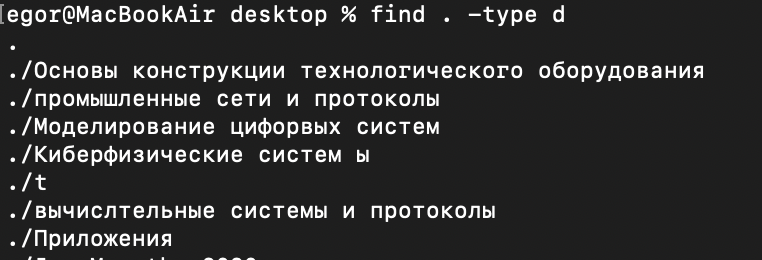 [egor@MacBookAir desktop % find . -type d
.
./Основы конструкции технологического оборудования
./промышленные сети и протоколы
./Моделирование цифорвых систем
./Киберфизические систем ы
./t
./вычислтельные системы и протоколы
./Приложения